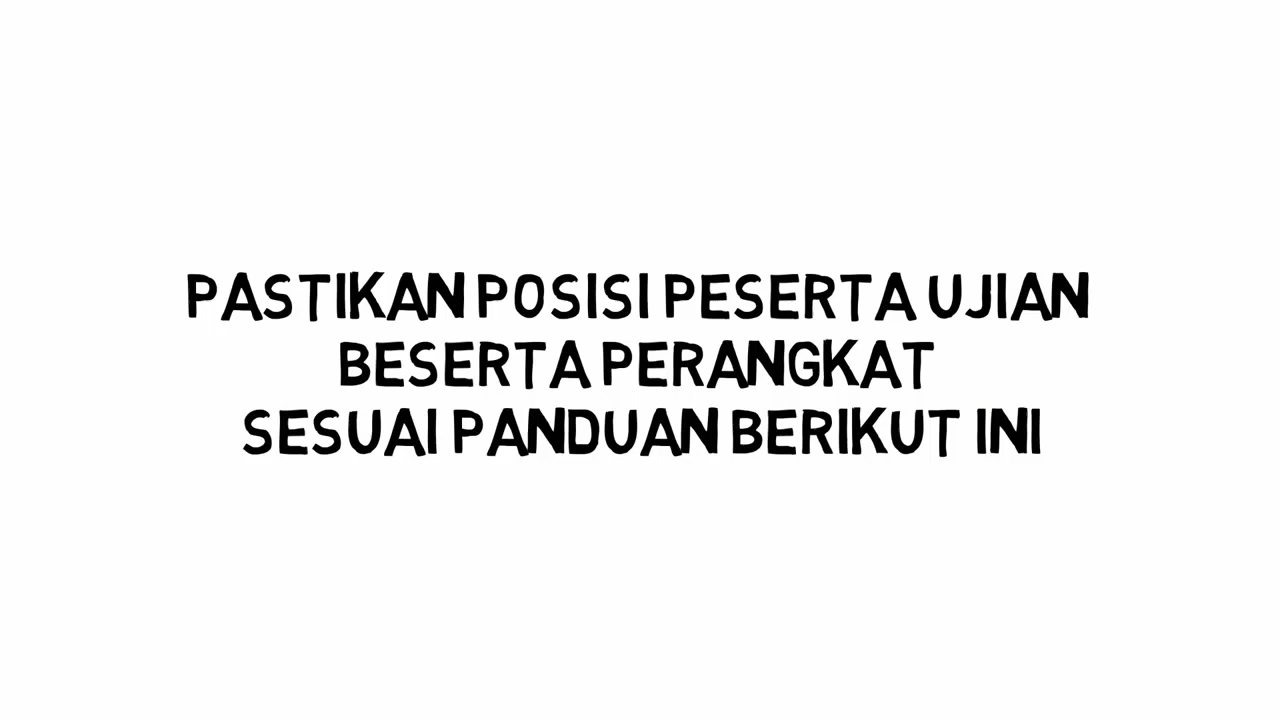 PASTIKAN POSISI PESERTA UJIAN
BESERTA PERANGKAT
SESUAI PANDUAN BERIKUT INI